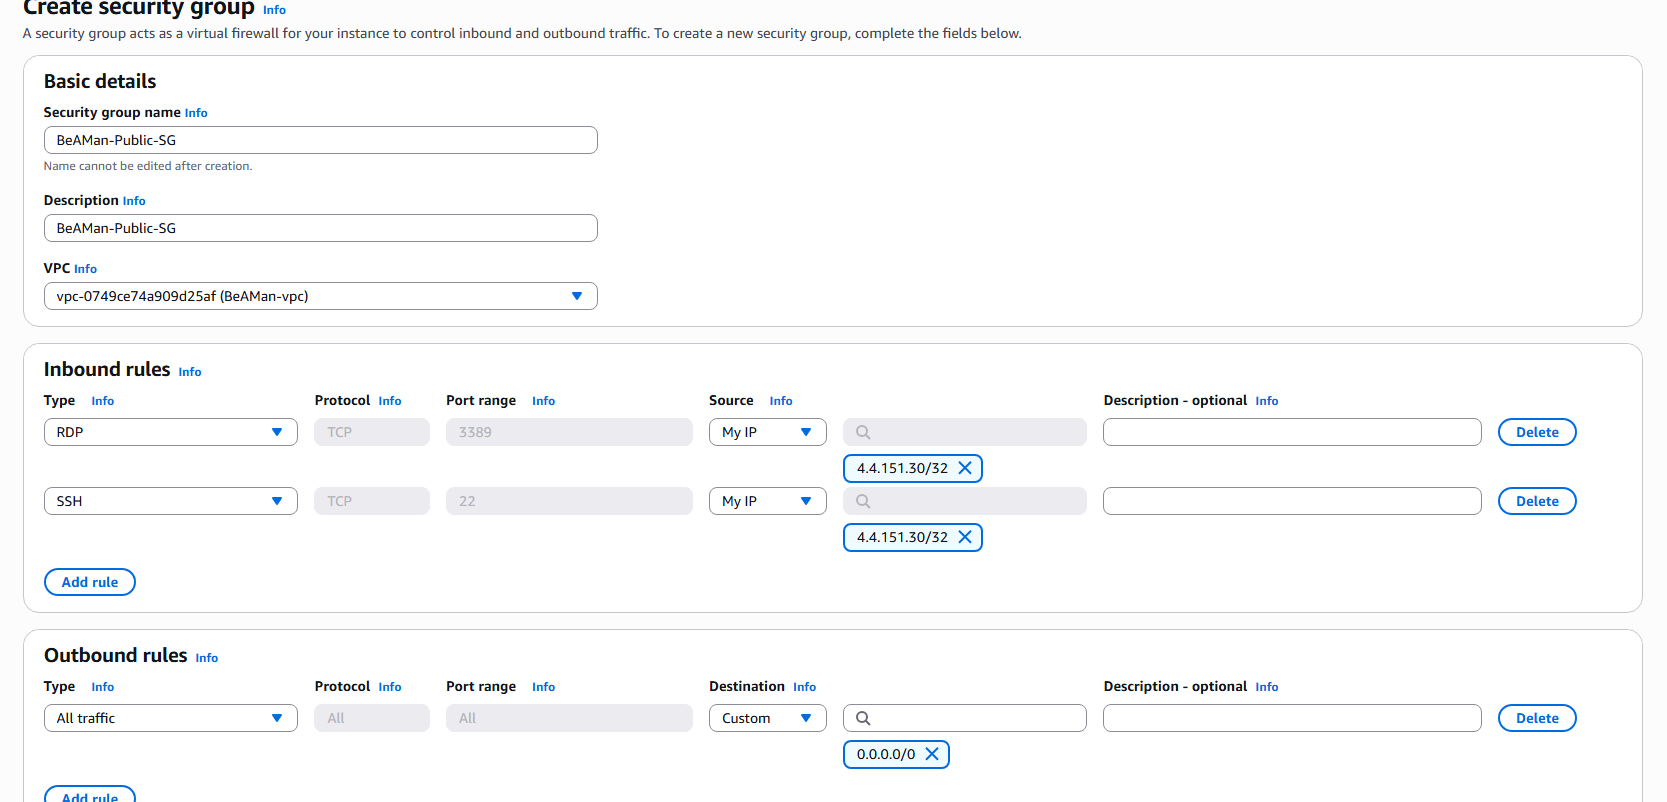 Create security group Info
A security group acts as a virtual firewall for your instance to control inbound and outbound traffic. To create a new security group, complete the fields below.
Basic details
Security group name Info
BeAMan-Public-SG
Name cannot be edited after creation.
Description Info
BeAMan-Public-SG
VPC Info
vpc-0749ce74a909d25af (BeAMan-vpc)
Inbound rules Info
Type Info Protocol Info Port range Info Source Info Description - optional Info
RDP TCP 3389 My IP Delete
4.4.151.30/32
SSH TCP 22 My IP Delete
4.4.151.30/32
Add rule
Outbound rules Info
Type Info Protocol Info Port range Info Destination Info Description - optional Info
All traffic All All Custom Delete
0.0.0.0/0
Add rule